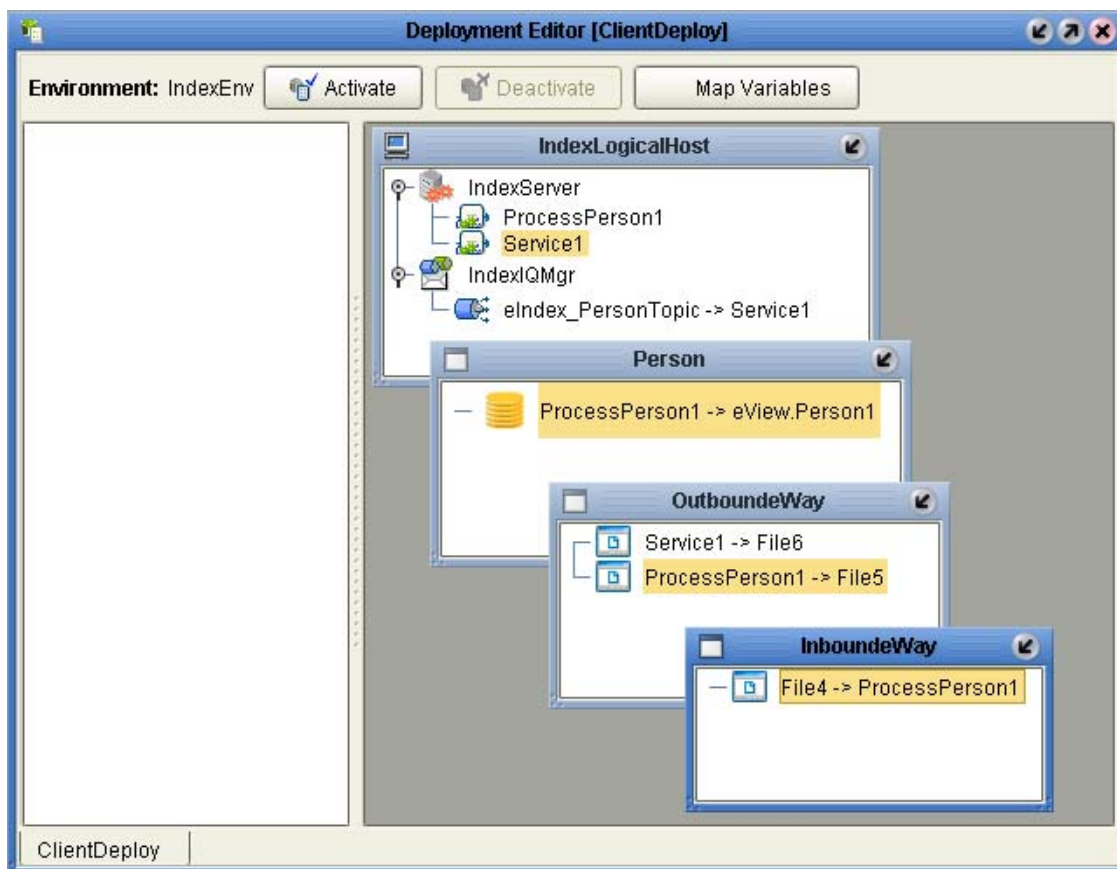 Deployment Editor [ClientDeploy]
Environment: IndexEnv Activate Deactivate Map Variables
IndexLogicalHost
IndexServer
ProcessPerson1
Service1
IndexIQMgr
eIndex_PersonTopic -> Service1
Person
ProcessPerson1 -> eView.Person1
OutboundeWay
Service1 -> File6
ProcessPerson1 -> File5
InboundeWay
File4 -> ProcessPerson1
ClientDeploy